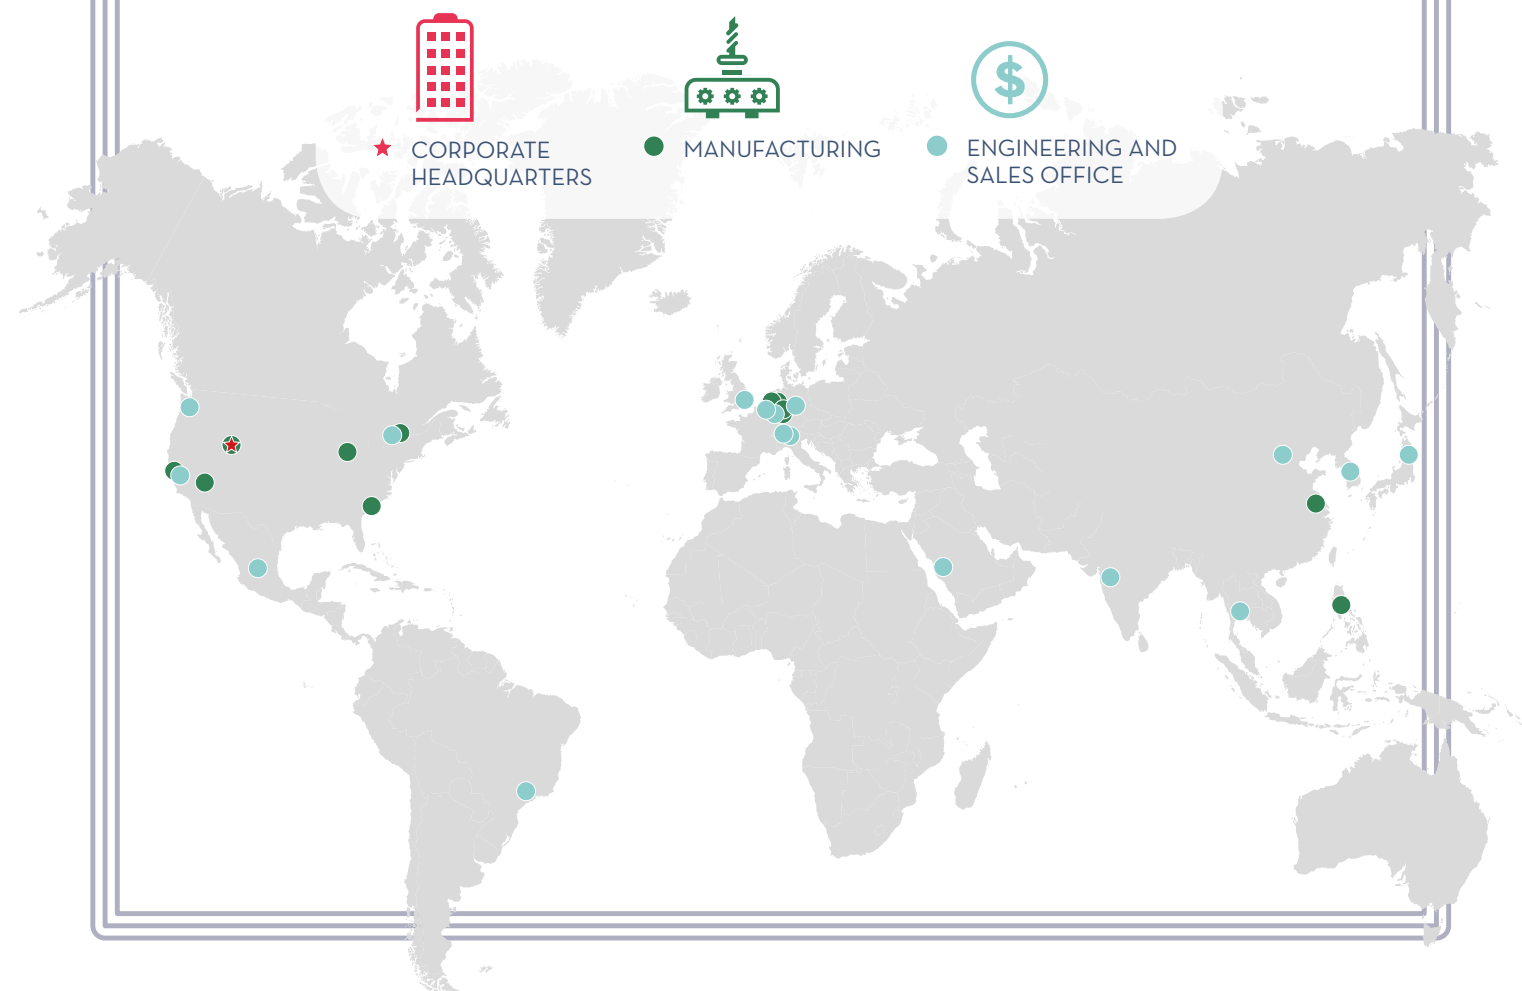 CORPORATE
HEADQUARTERS
MANUFACTURING
$
ENGINEERING AND
SALES OFFICE